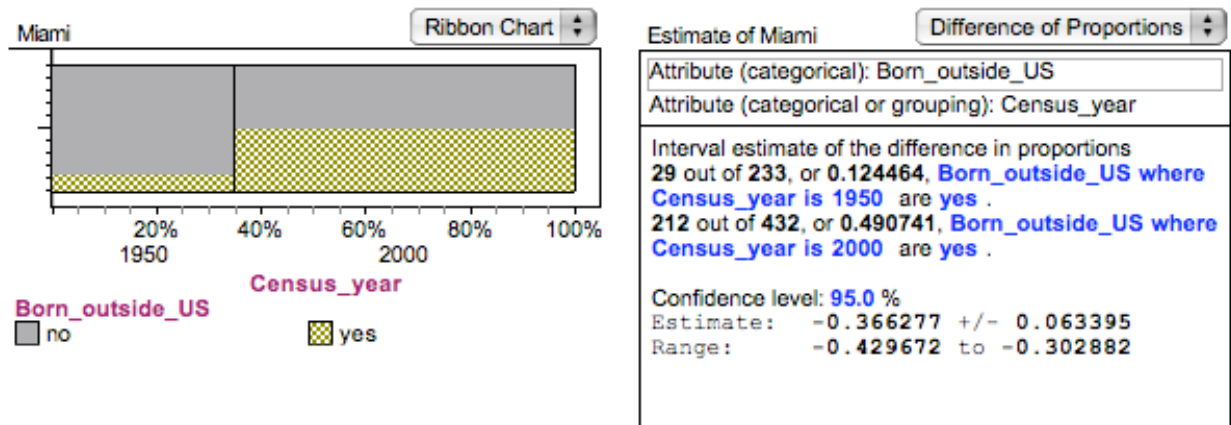 Miami
Ribbon Chart
20% 40% 60% 80% 100%
1950 2000
Census_year
Born_outside_US
no yes
Estimate of Miami
Difference of Proportions
Attribute (categorical): Born_outside_US
Attribute (categorical or grouping): Census_year
Interval estimate of the difference in proportions
29 out of 233, or 0.124464, Born_outside_US where
Census_year is 1950 are yes .
212 out of 432, or 0.490741, Born_outside_US where
Census_year is 2000 are yes .
Confidence level: 95.0 %
Estimate: -0.366277 +/- 0.063395
Range: -0.429672 to -0.302882